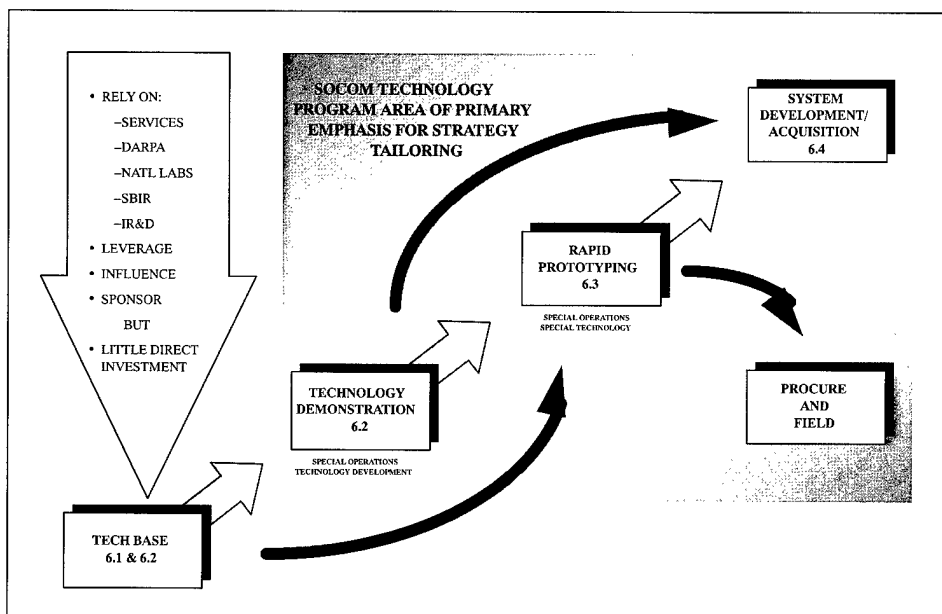 • RELY ON:
–SERVICES
–DARPA
–NATL LABS
–SBIR
–IR&D
• LEVERAGE
• INFLUENCE
• SPONSOR
BUT
• LITTLE DIRECT
INVESTMENT
• SOCOM TECHNOLOGY
PROGRAM AREA OF PRIMARY
EMPHASIS FOR STRATEGY
TAILORING
SYSTEM
DEVELOPMENT/
ACQUISITION
6.4
RAPID
PROTOTYPING
6.3
SPECIAL OPERATIONS
SPECIAL TECHNOLOGY
TECHNOLOGY
DEMONSTRATION
6.2
SPECIAL OPERATIONS
TECHNOLOGY DEVELOPMENT
PROCURE
AND
FIELD
TECH BASE
6.1 & 6.2